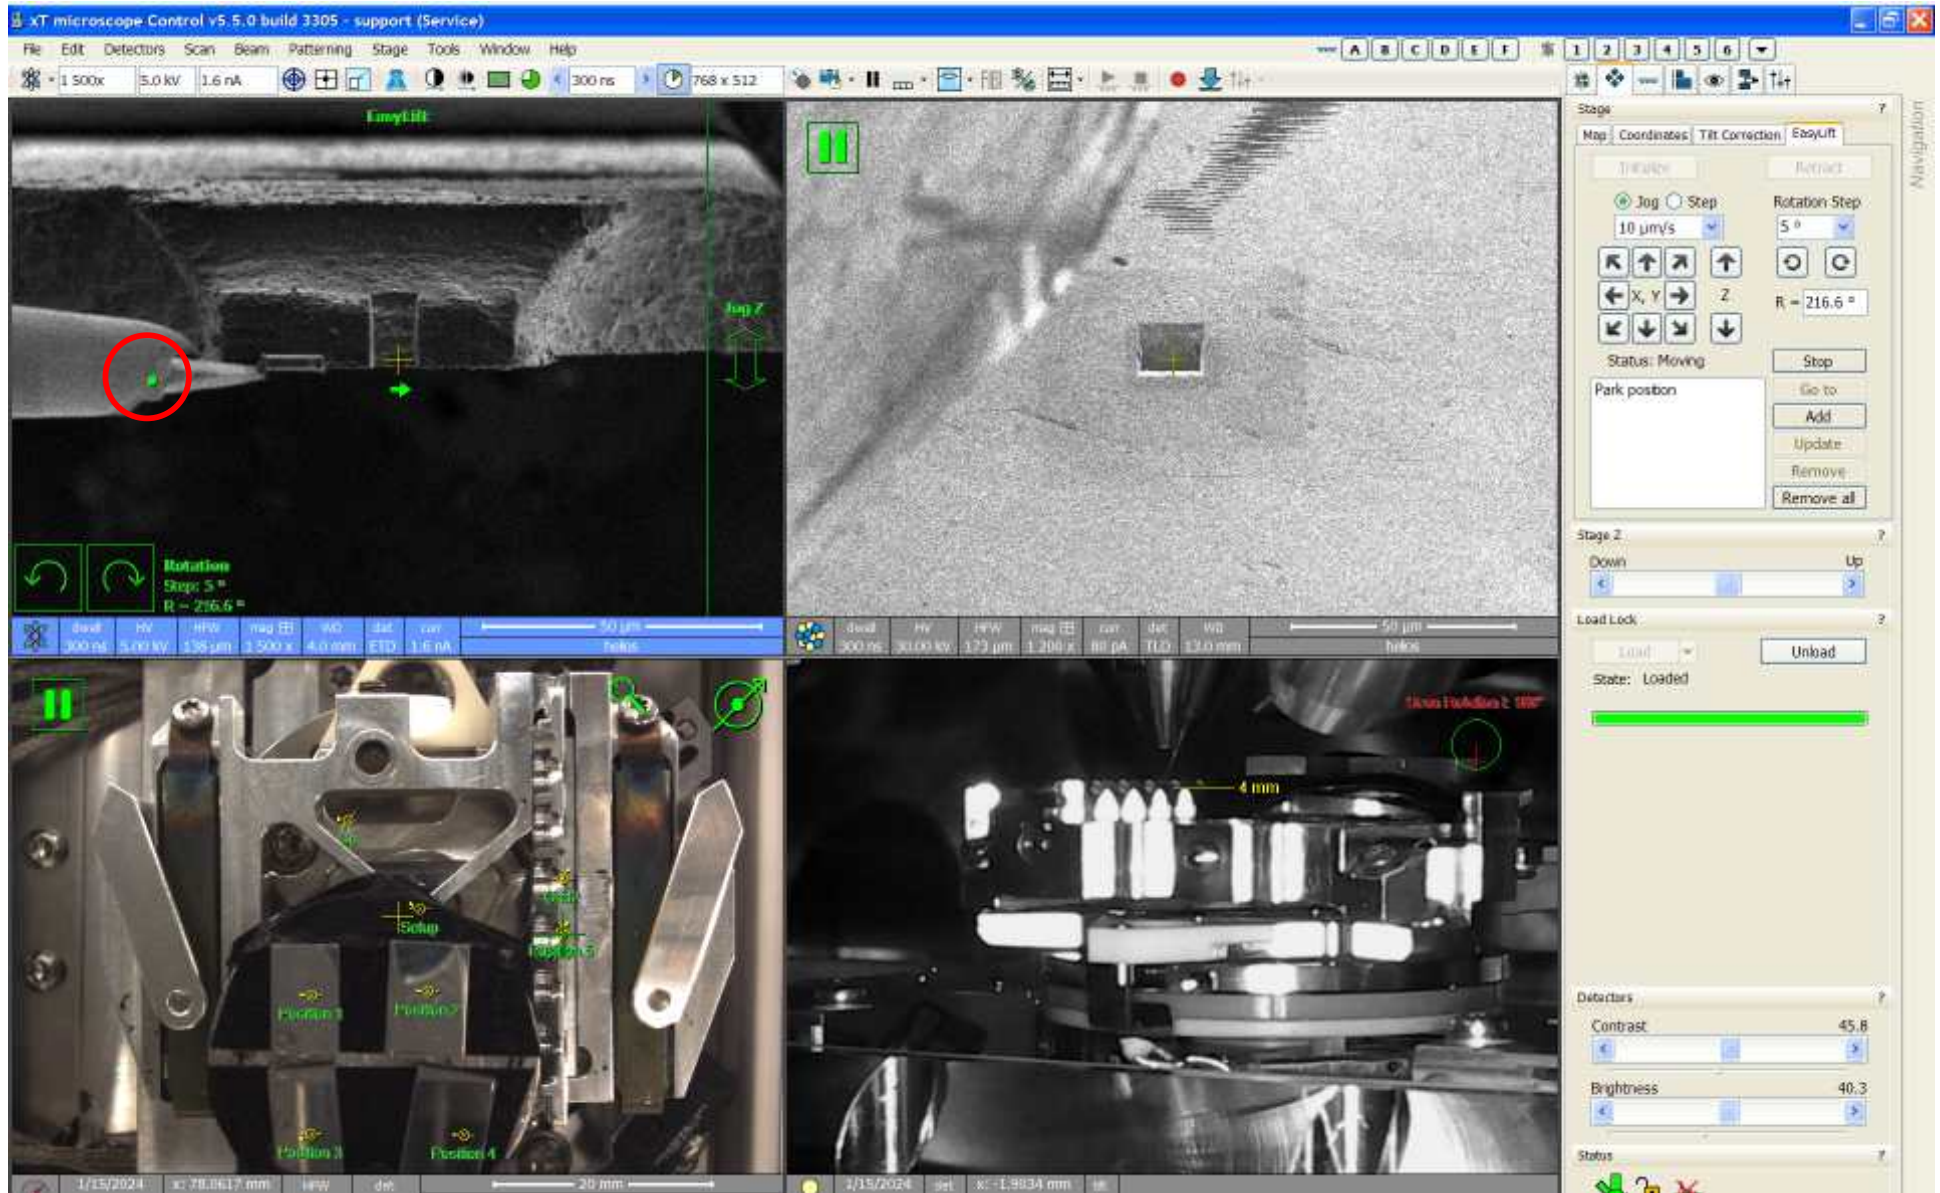 xT microscope Control v5.5.0 build 3305 - support (Service)
File Edit Detectors Scan Beam Patterning Stage Tools Window Help
A B C D E F
1 2 3 4 5 6
1 500x 5.0 kV 1.6 nA 300 ns 768 x 512
Navigation
EasyLift
Jog Z
Rotation
Step: 5 °
R = 216.6 °
dwell HV HFW mag WD det curr 50 µm
300 ns 5.00 kV 138 µm 1 500 x 4.0 mm ETD 1.6 nA helios
dwell HV HFW mag curr det WD 50 µm
300 ns 30.00 kV 173 µm 1 200 x 80 pA TLD 13.0 mm helios
Setup
Position 5
Position 1
Position 2
Position 3
Position 4
1/15/2024 x: 78.0617 mm HFW det 20 mm
4 mm
1/15/2024 det x: -1.9834 mm tilt
Stage ?
Map Coordinates Tilt Correction EasyLift
Initialize Retract
Jog Step Rotation Step
10 µm/s 5 °
X, Y Z R = 216.6 °
Status: Moving Stop
Park position
Go to
Add
Update
Remove
Remove all
Stage Z ?
Down Up
Load Lock ?
Load Unload
State: Loaded
Detectors ?
Contrast 45.8
Brightness 40.3
Status ?